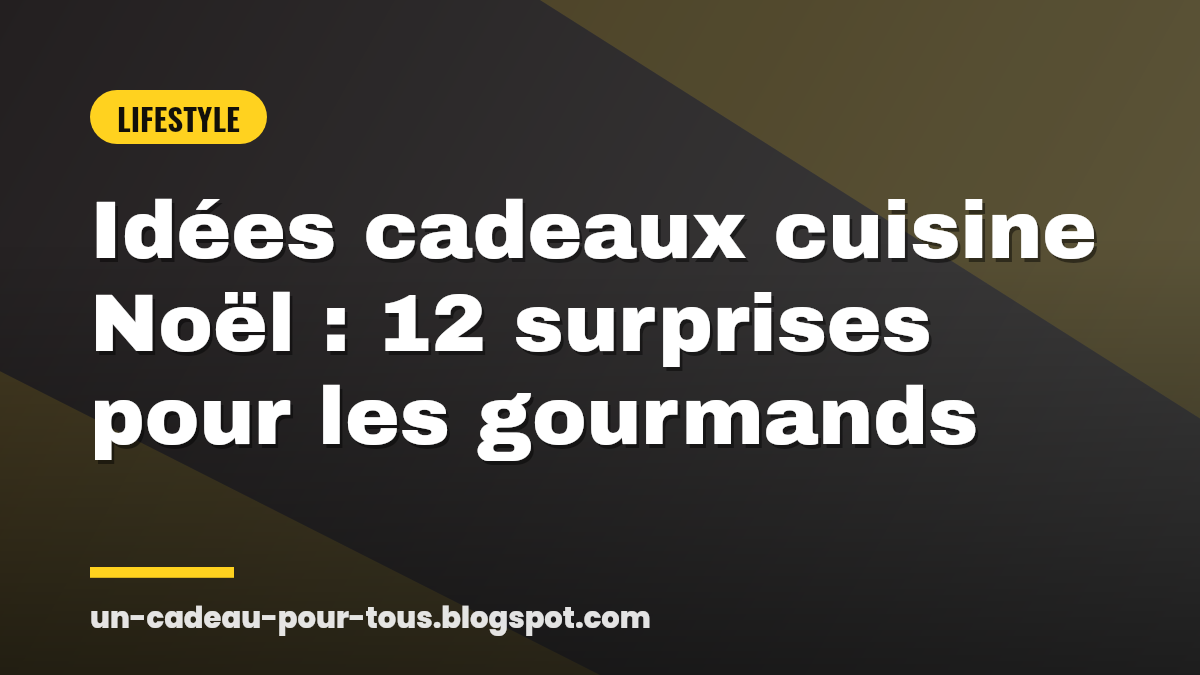 LIFESTYLE
Idées cadeaux cuisine
Noël : 12 surprises
pour les gourmands
un-cadeau-pour-tous.blogspot.com